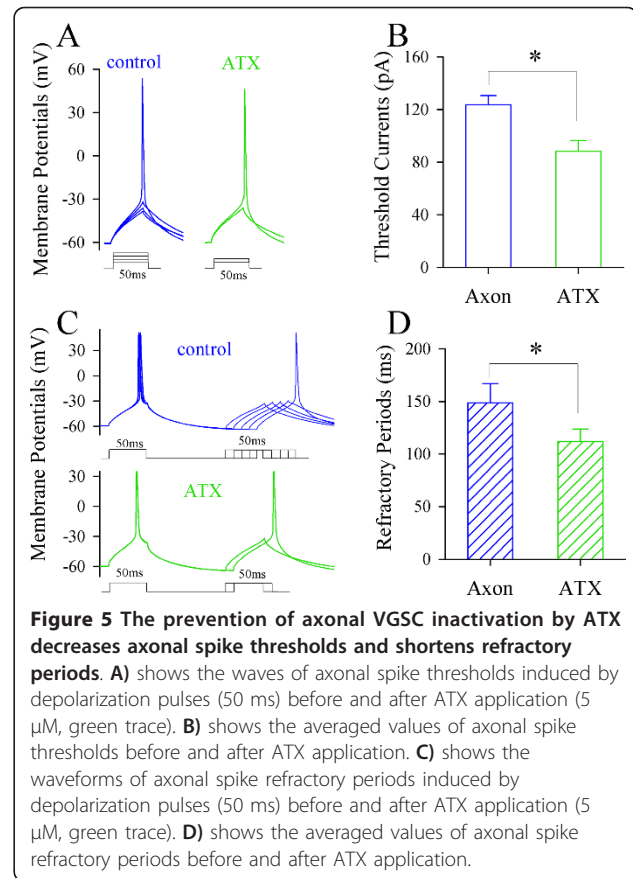 A
control
ATX
Membrane Potentials (mV)
60
30
0
-30
-60
50ms
50ms
B
Threshold Currents (pA)
160
120
80
40
0
*
Axon
ATX
C
control
Membrane Potentials (mV)
30
0
-30
-60
50ms
50ms
ATX
30
0
-30
-60
50ms
50ms
D
Refractory Periods (ms)
200
150
100
50
0
*
Axon
ATX
Figure 5 The prevention of axonal VGSC inactivation by ATX
decreases axonal spike thresholds and shortens refractory
periods. A) shows the waves of axonal spike thresholds induced by
depolarization pulses (50 ms) before and after ATX application (5
μM, green trace). B) shows the averaged values of axonal spike
thresholds before and after ATX application. C) shows the
waveforms of axonal spike refractory periods induced by
depolarization pulses (50 ms) before and after ATX application (5
μM, green trace). D) shows the averaged values of axonal spike
refractory periods before and after ATX application.